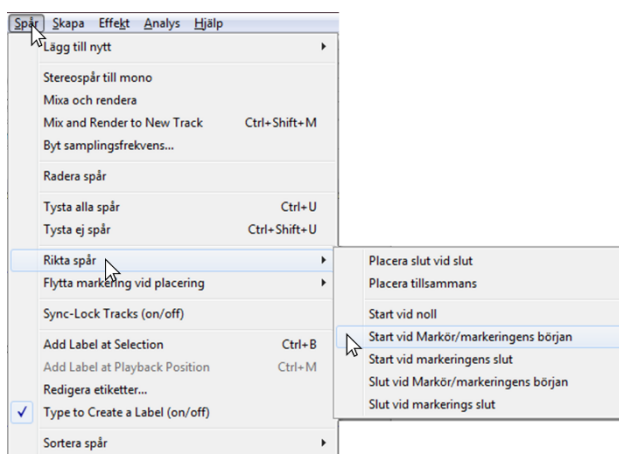 Spår Skapa Effekt Analys Hjälp
Lägg till nytt
Stereospår till mono
Mixa och rendera
Mix and Render to New Track Ctrl+Shift+M
Byt samplingsfrekvens...
Radera spår
Tysta alla spår Ctrl+U
Tysta ej spår Ctrl+Shift+U
Rikta spår
Flytta markering vid placering
Sync-Lock Tracks (on/off)
Add Label at Selection Ctrl+B
Add Label at Playback Position Ctrl+M
Redigera etiketter...
Type to Create a Label (on/off)
Sortera spår
Placera slut vid slut
Placera tillsammans
Start vid noll
Start vid Markör/markeringens början
Start vid markeringens slut
Slut vid Markör/markeringens början
Slut vid markerings slut